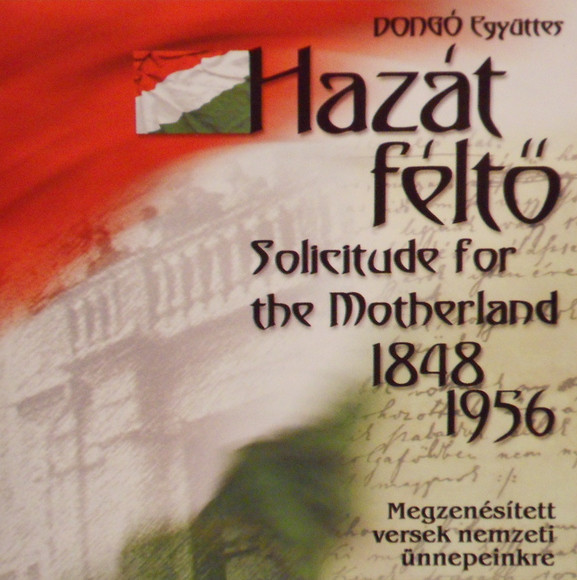 DONGÓ Együttes
Hazát
féltő
Solicitude for
the Motherland
1848
1956
Megzenésített
versek nemzeti
ünnepeinkre